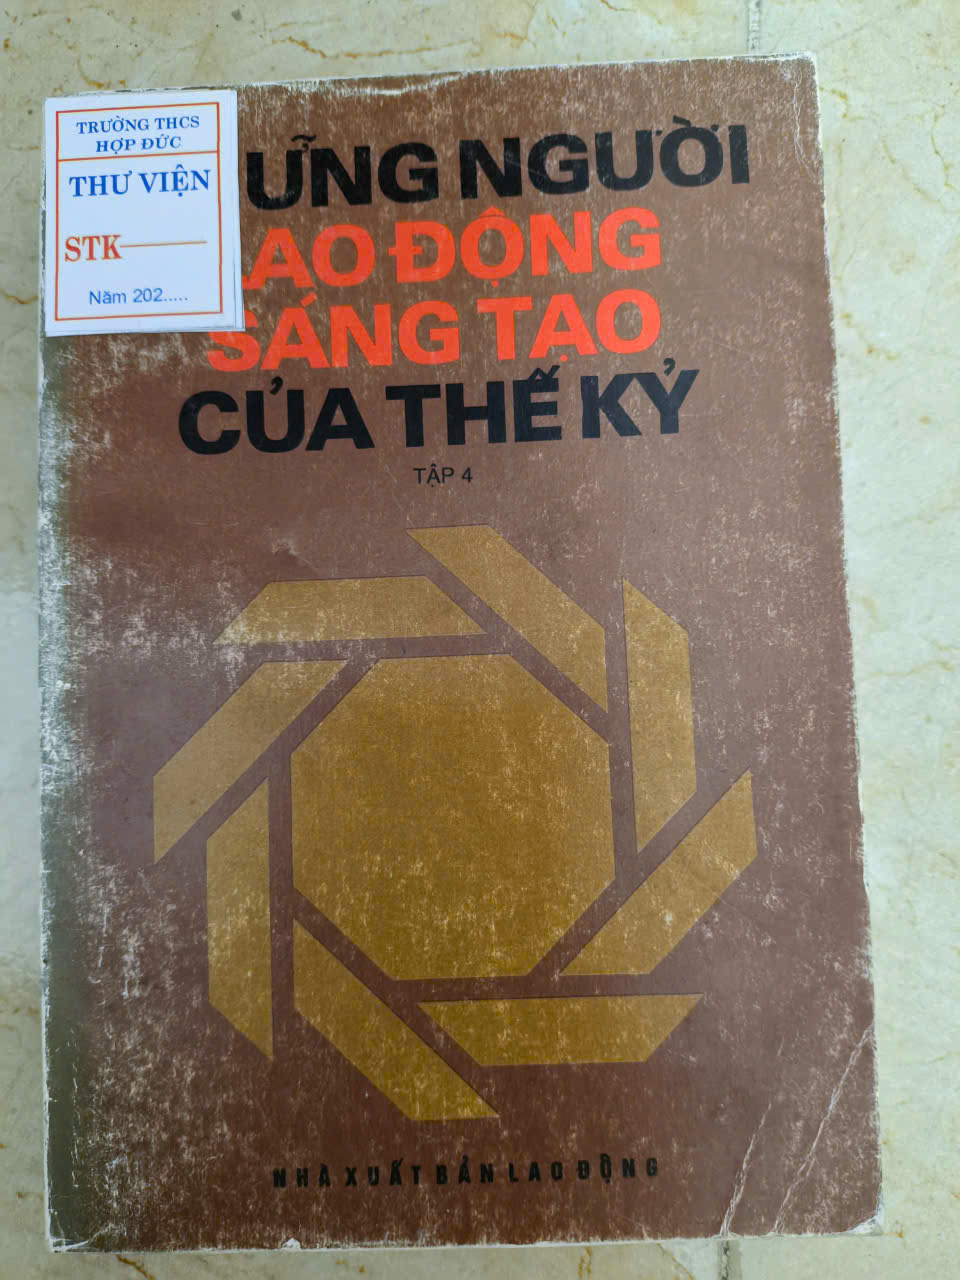 TRƯỜNG THCS
HỢP ĐỨC
THƯ VIỆN
STK
Năm 202.....
ỮNG NGƯỜI
LAO ĐỘNG
SÁNG TẠO
CỦA THẾ KỶ
TẬP 4
NHÀ XUẤT BẢN LAO ĐỘNG